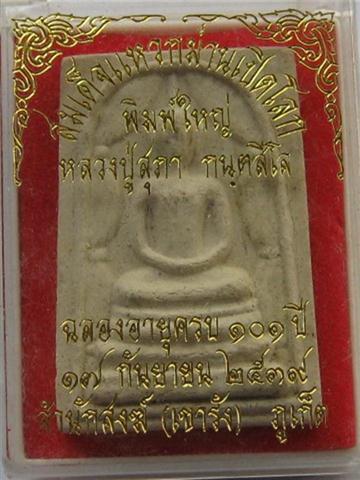 สมเด็จแหวกม่านเปิดโลก
พิมพ์ใหญ่
หลวงปู่สุภา กนฺตสีโล
ฉลองอายุครบ ๑๐๑ ปี
๑๗ กันยายน ๒๕๓๙
สำนักสงฆ์ (เขารัง) ภูเก็ต